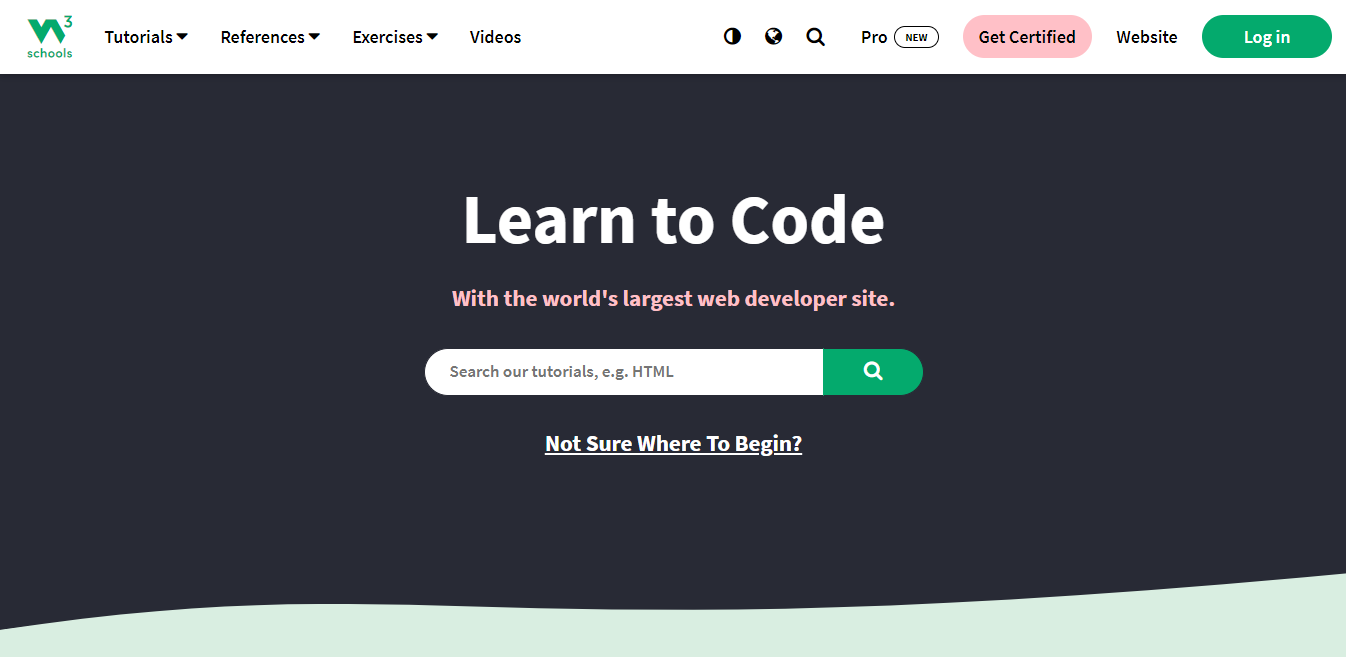 W3 schools
Tutorials References Exercises Videos Pro NEW Get Certified Website Log in
Learn to Code
With the world's largest web developer site.
Search our tutorials, e.g. HTML
Not Sure Where To Begin?